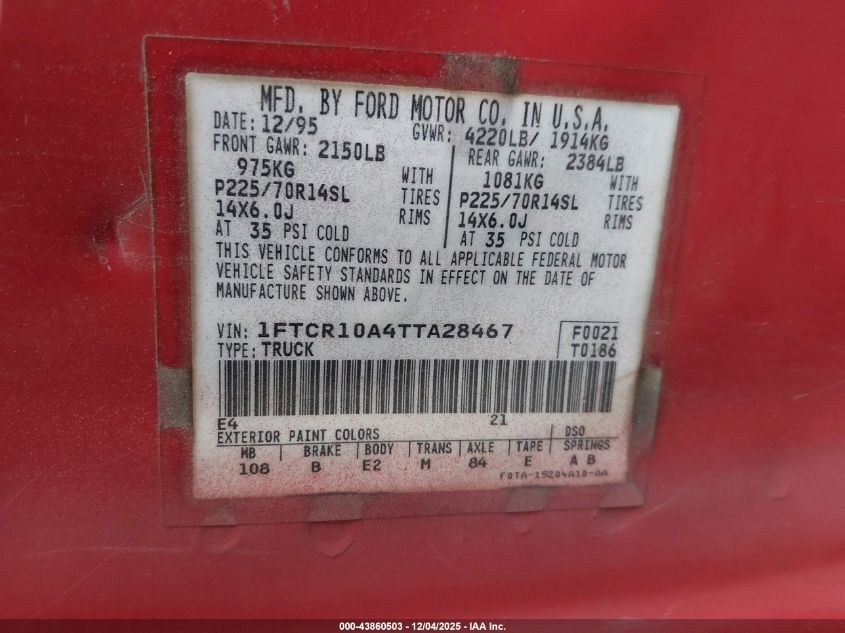 MFD. BY FORD MOTOR CO. IN U.S.A.
DATE: 12/95 GVWR: 4220LB/ 1914KG
FRONT GAWR: 2150LB REAR GAWR: 2384LB
975KG WITH 1081KG WITH
P225/70R14SL TIRES P225/70R14SL TIRES
14X6.0J RIMS 14X6.0J RIMS
AT 35 PSI COLD AT 35 PSI COLD
THIS VEHICLE CONFORMS TO ALL APPLICABLE FEDERAL MOTOR
VEHICLE SAFETY STANDARDS IN EFFECT ON THE DATE OF
MANUFACTURE SHOWN ABOVE.
VIN: 1FTCR10A4TTA28467 F0021
TYPE: TRUCK T0186
E4 21
EXTERIOR PAINT COLORS DSO
WB BRAKE BODY TRANS AXLE TAPE SPRINGS
108 B E2 M 84 E A B
F0TA-15204A10-AA
000-43860503 - 12/04/2025 - IAA Inc.